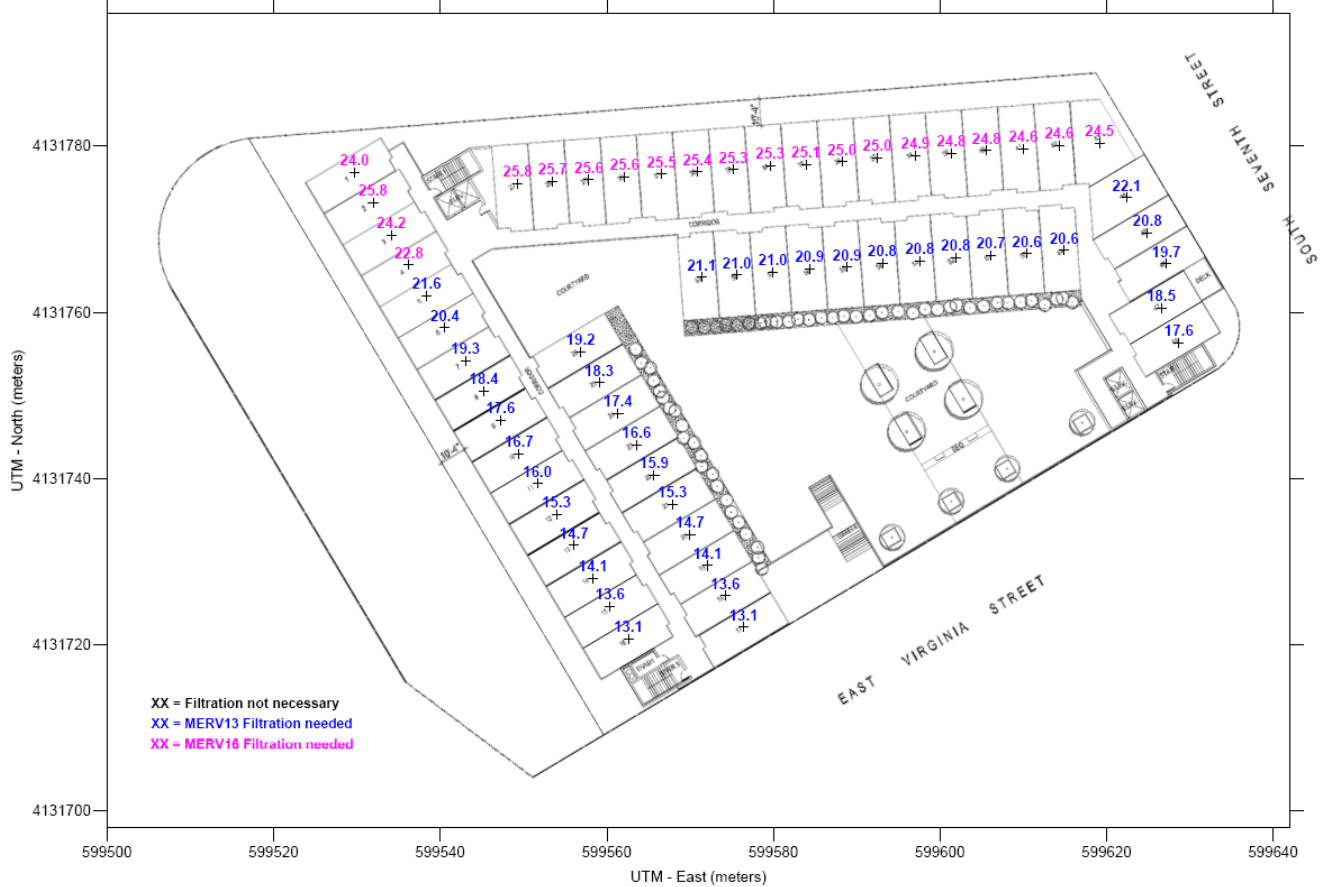 SOUTH SEVENTH STREET
4131780
4131760
4131740
4131720
4131700
UTM - North (meters)
10'-4"
24.0
25.8
24.2
22.8
21.6
20.4
19.3
18.4
17.6
16.7
16.0
15.3
14.7
14.1
13.6
13.1
25.8 25.7 25.6 25.6 25.5 25.4 25.3 25.3 25.1 25.0 25.0 24.9 24.8 24.8 24.6 24.6 24.5
CORRIDOR
21.1 21.0 21.0 20.9 20.9 20.8 20.8 20.8 20.7 20.6 20.6
22.1
20.8
19.7
18.5
17.6
DECK
COURTYARD
CORRIDOR
19.2
18.3
17.4
16.6
15.9
15.3
14.7
14.1
13.6
13.1
10'-4"
COURTYARD
EAST VIRGINIA STREET
XX = Filtration not necessary
XX = MERV13 Filtration needed
XX = MERV16 Filtration needed
599500 599520 599540 599560 599580 599600 599620 599640
UTM - East (meters)